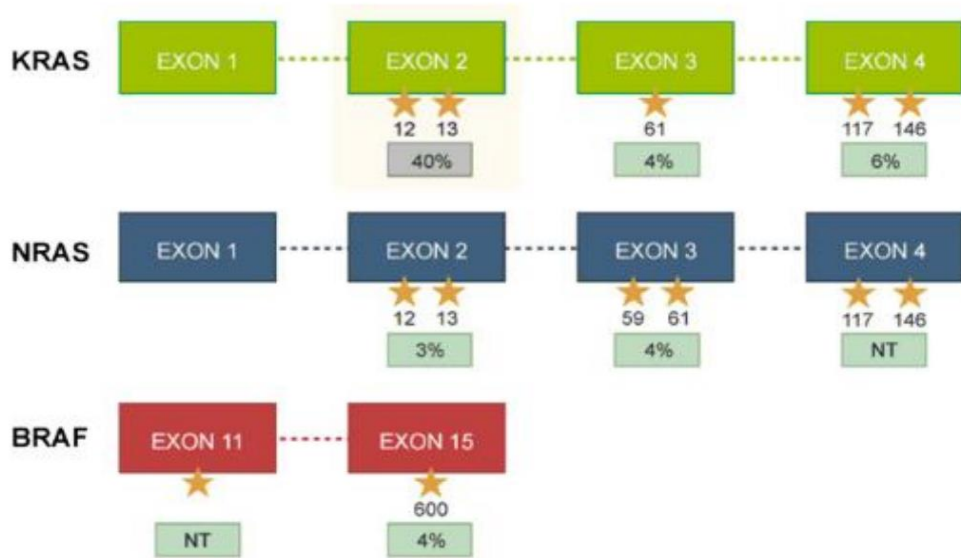 KRAS EXON 1 EXON 2 EXON 3 EXON 4
12 13 61 117 146
40% 4% 6%
NRAS EXON 1 EXON 2 EXON 3 EXON 4
12 13 59 61 117 146
3% 4% NT
BRAF EXON 11 EXON 15
600
NT 4%